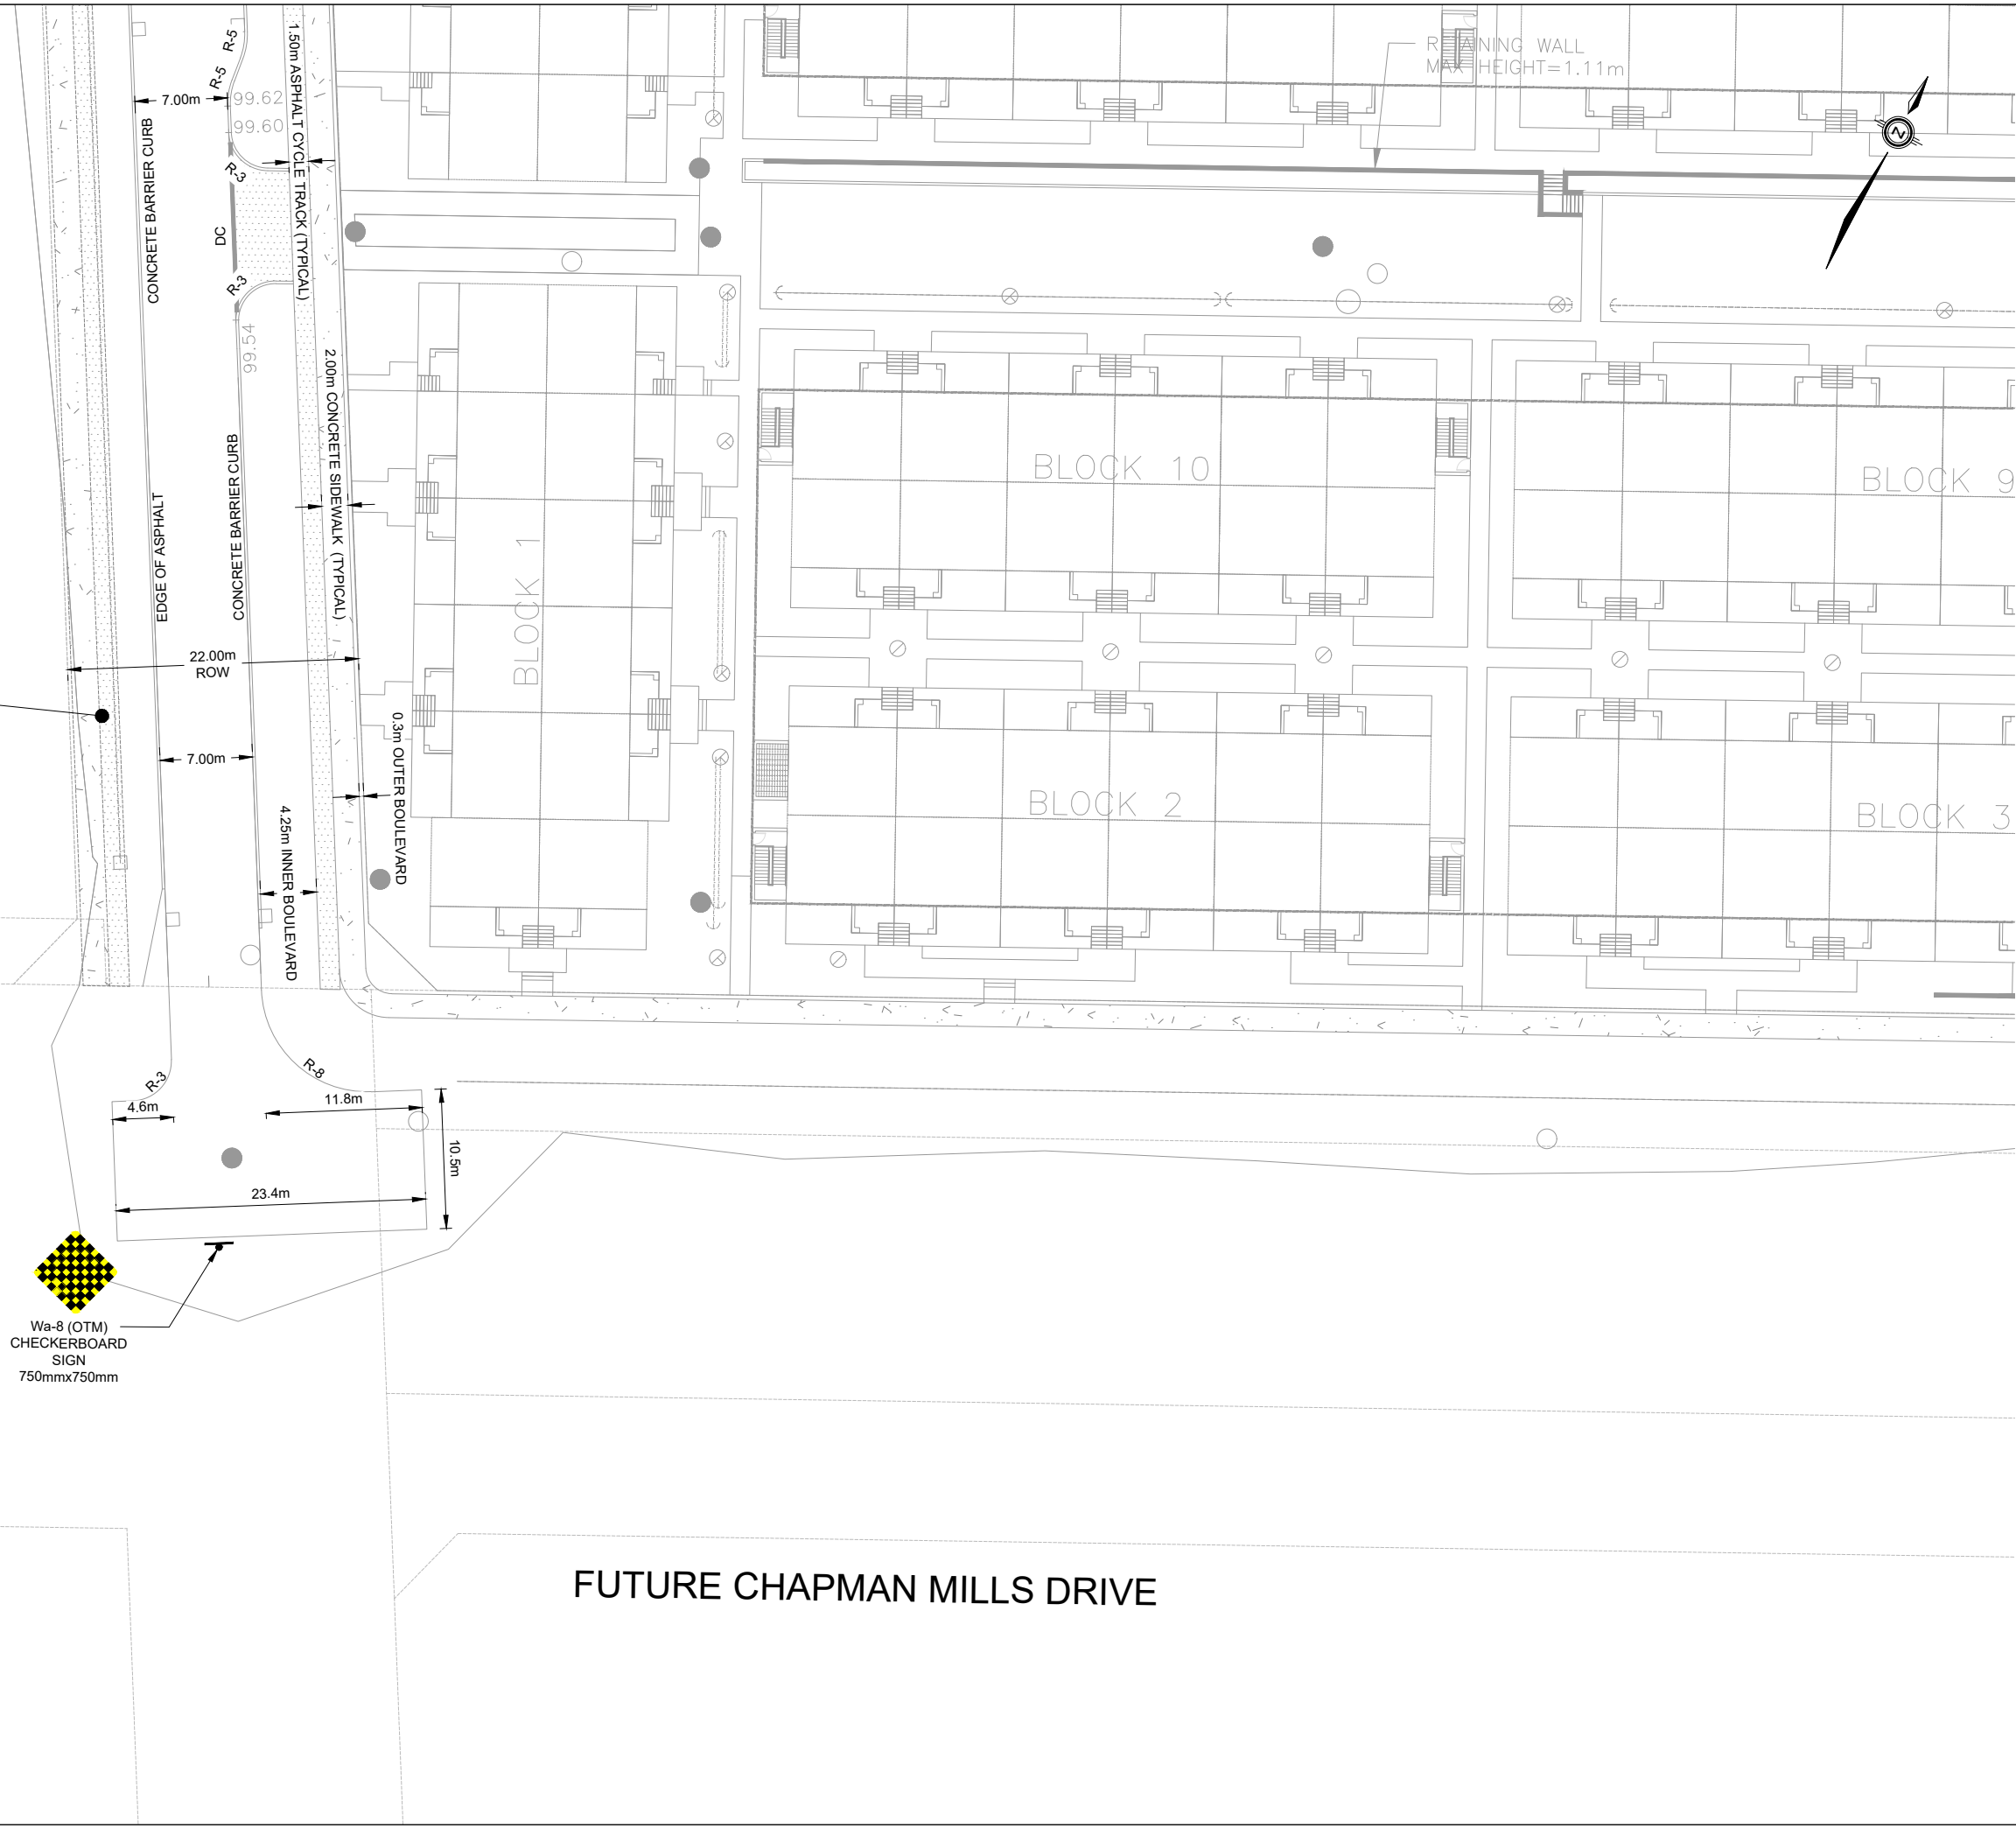 R-5
R-5
7.00m
99.62
99.60
R-3
DC
R-3
99.54
CONCRETE BARRIER CURB
1.50m ASPHALT CYCLE TRACK (TYPICAL)
2.00m CONCRETE SIDEWALK (TYPICAL)
RETAINING WALL
MAX HEIGHT=1.11m
N
EDGE OF ASPHALT
CONCRETE BARRIER CURB
BLOCK 1
BLOCK 10
BLOCK 9
22.00m
ROW
7.00m
0.3m OUTER BOULEVARD
4.25m INNER BOULEVARD
BLOCK 2
BLOCK 3
R-3
R-8
4.6m
11.8m
10.5m
23.4m
Wa-8 (OTM)
CHECKERBOARD
SIGN
750mmx750mm
FUTURE CHAPMAN MILLS DRIVE